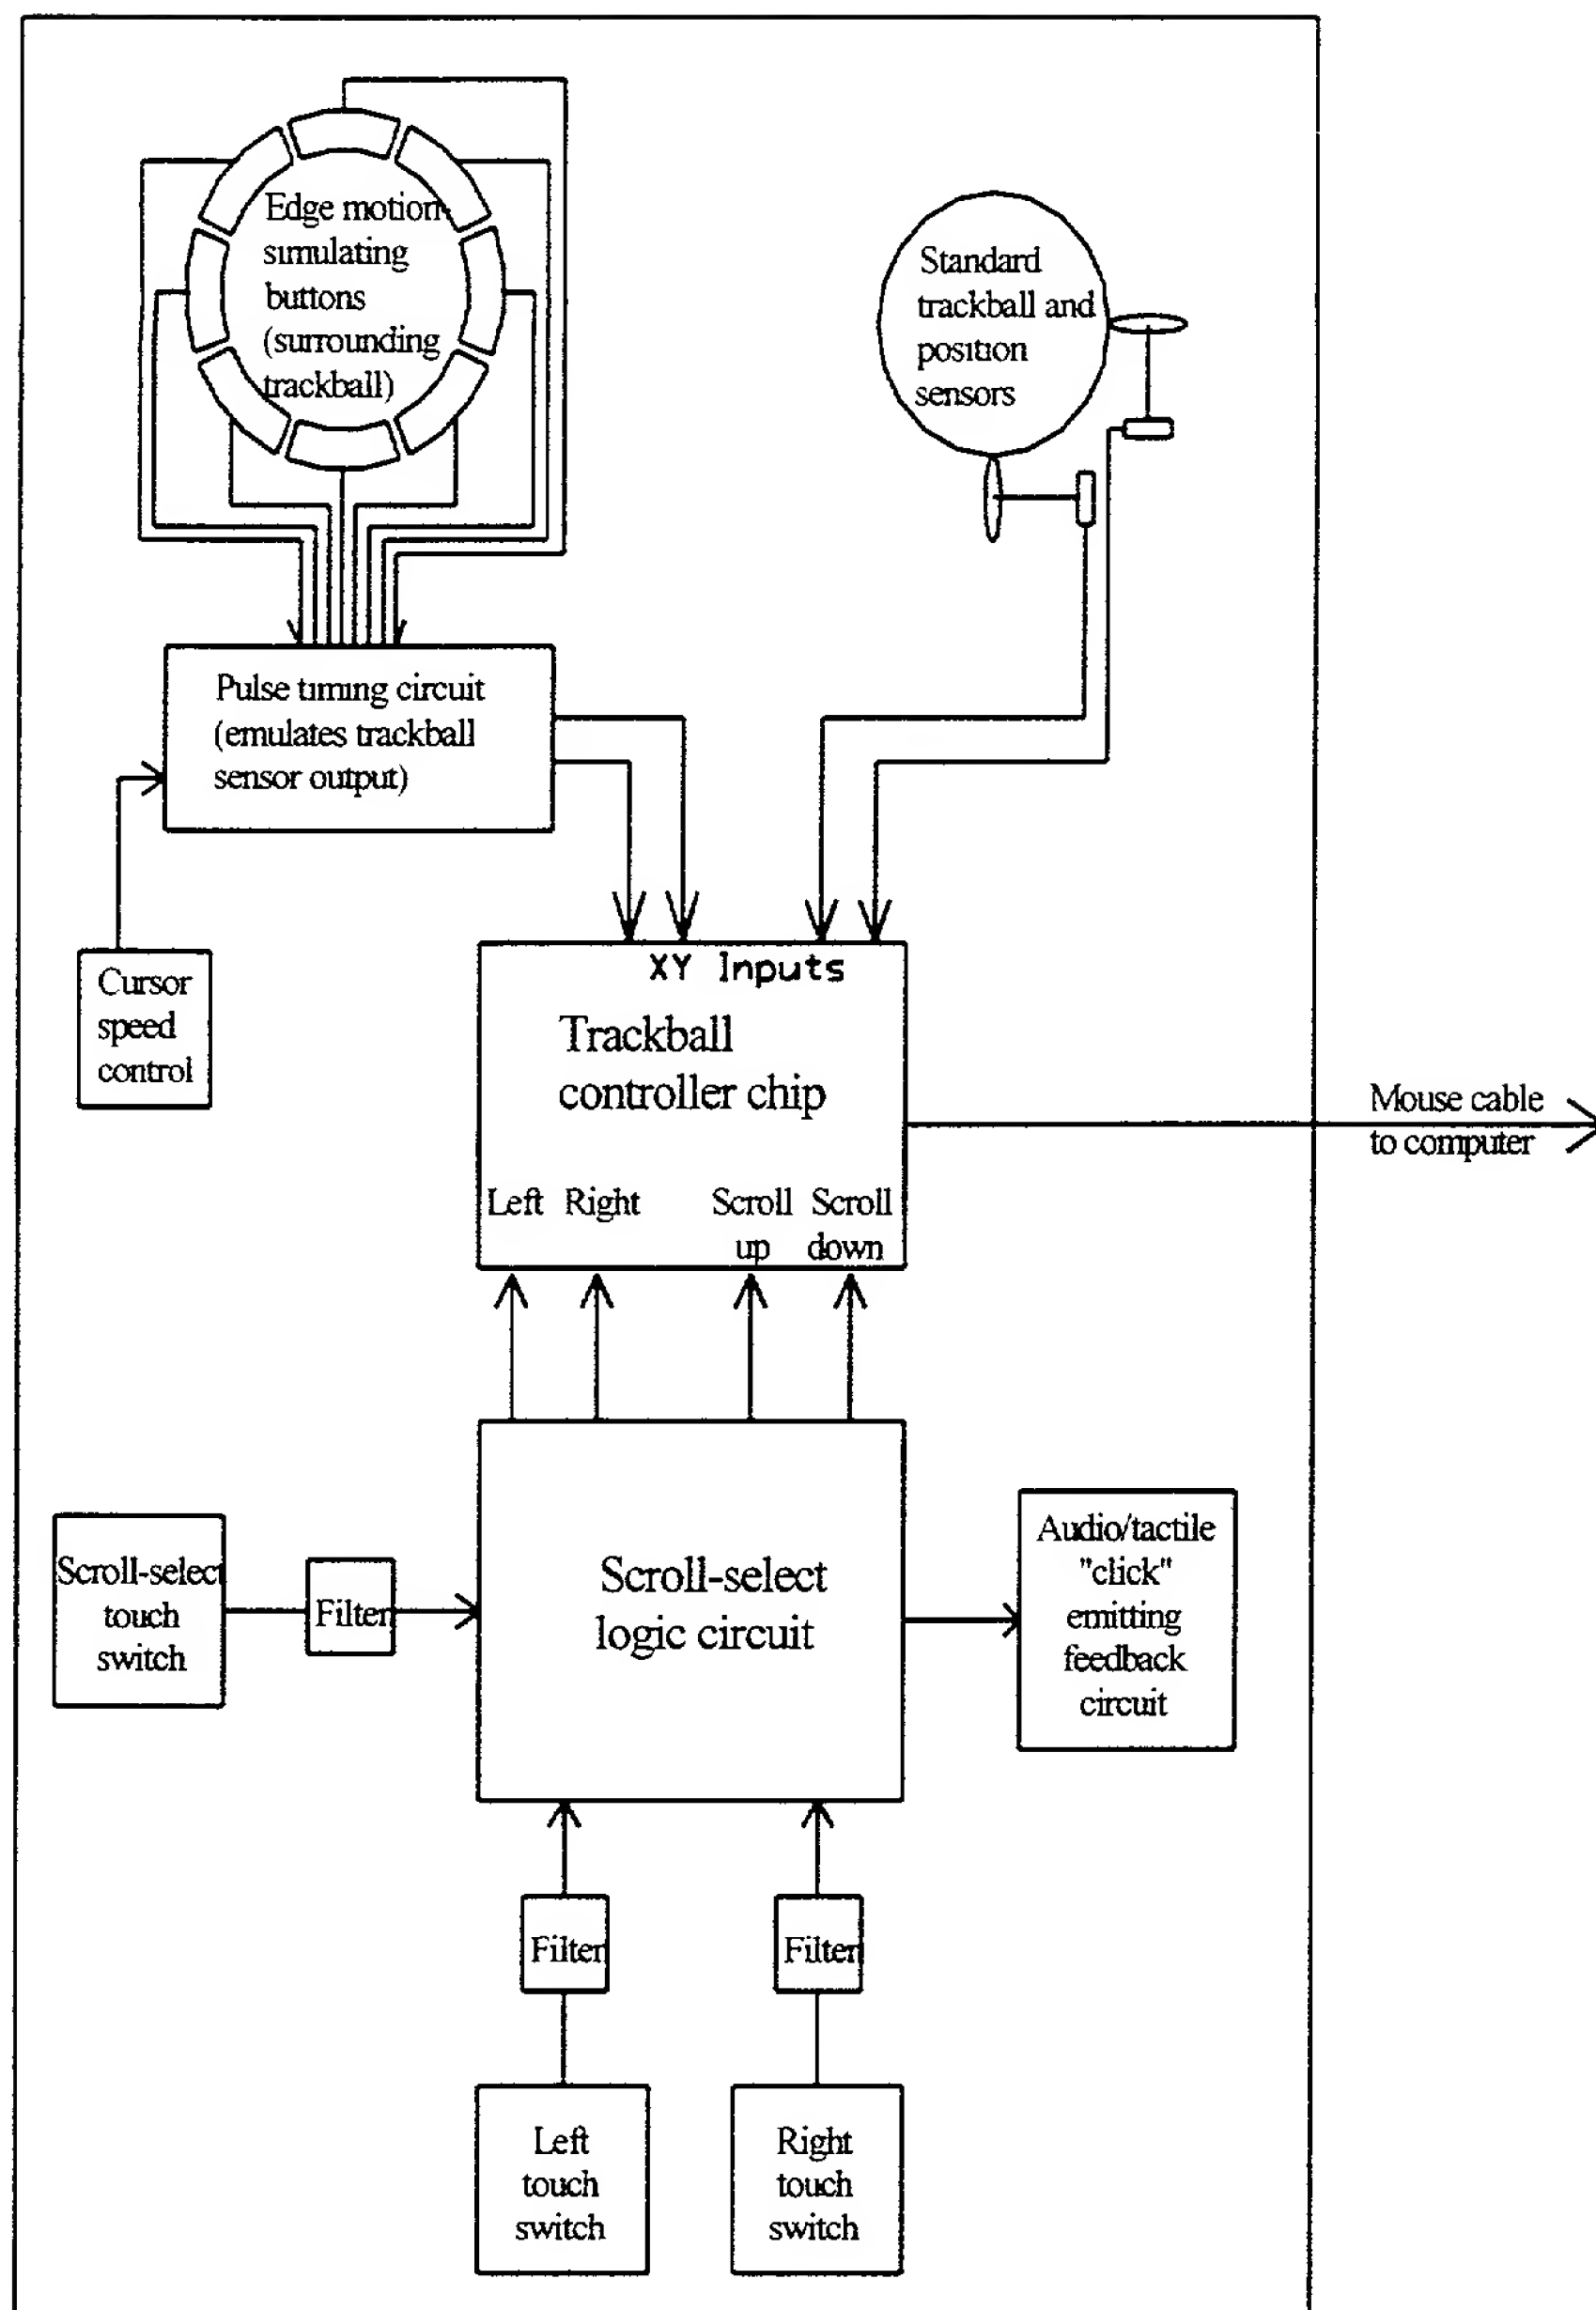 Edge motion-
simulating
buttons
(surrounding
trackball)
Standard
trackball and
position
sensors
Pulse timing circuit
(emulates trackball
sensor output)
Cursor
speed
control
XY Inputs
Trackball
controller chip
Mouse cable
to computer
Left Right Scroll Scroll
up down
Scroll-select
touch
switch
Filter
Scroll-select
logic circuit
Audio/tactile
"click"
emitting
feedback
circuit
Filter
Filter
Left
touch
switch
Right
touch
switch